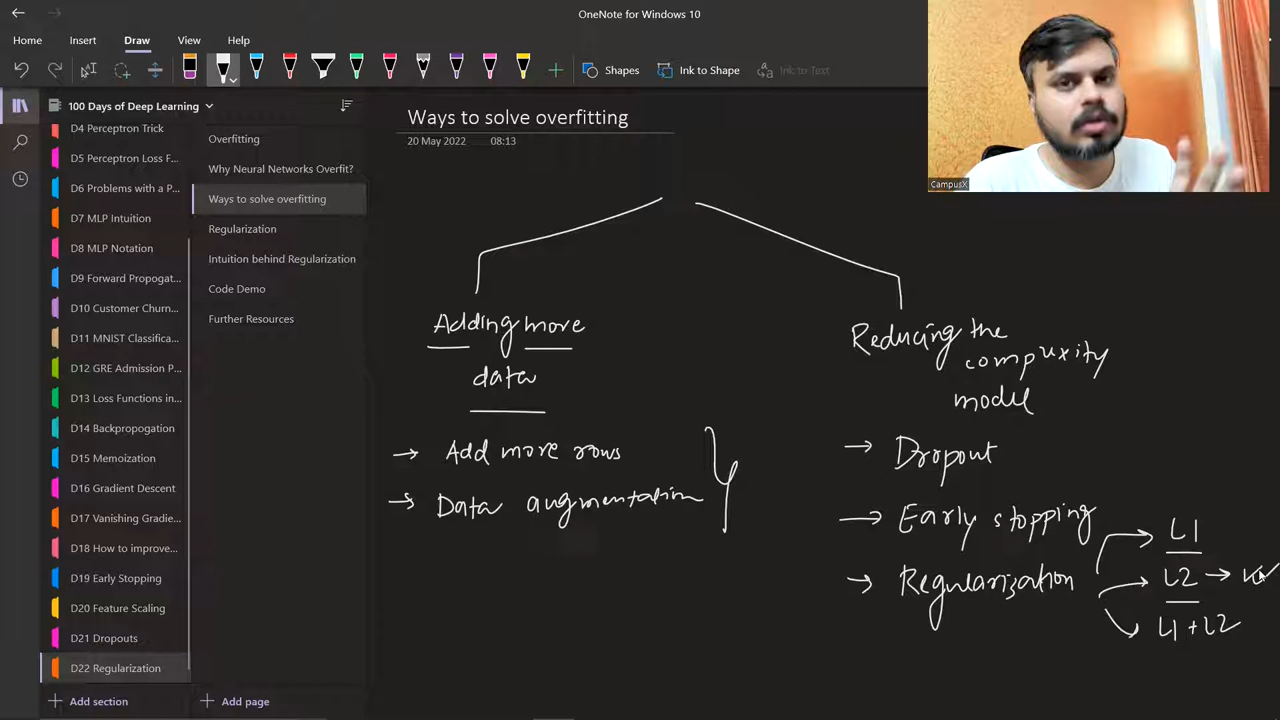 OneNote for Windows 10
Home Insert Draw View Help
Shapes
Ink to Shape
Ink to Text
100 Days of Deep Learning
D4 Perceptron Trick
D5 Perceptron Loss F...
D6 Problems with a P...
D7 MLP Intuition
D8 MLP Notation
D9 Forward Propogat...
D10 Customer Churn...
D11 MNIST Classifica...
D12 GRE Admission P...
D13 Loss Functions in...
D14 Backpropogation
D15 Memoization
D16 Gradient Descent
D17 Vanishing Gradie...
D18 How to improve...
D19 Early Stopping
D20 Feature Scaling
D21 Dropouts
D22 Regularization
Add section
Overfitting
Why Neural Networks Overfit?
Ways to solve overfitting
Regularization
Intuition behind Regularization
Code Demo
Further Resources
Add page
Ways to solve overfitting
20 May 2022 08:13
Adding more
data
→ Add more rows
→ Data augmentation
Reducing the
complexity
model
→ Dropout
→ Early stopping
→ Regularization
L1
L2 →
L1 + L2
CampusX